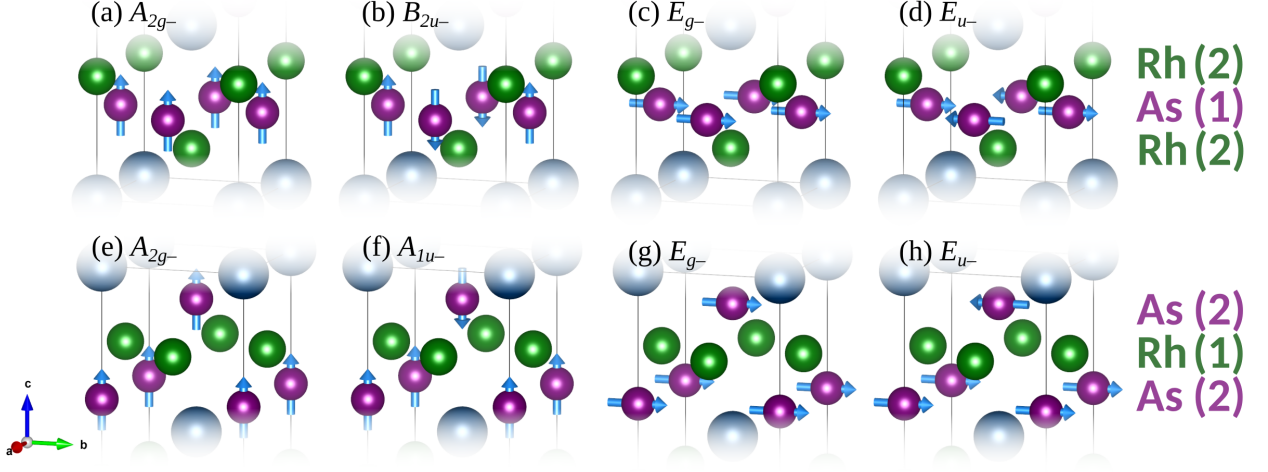 (a) A2g− (b) B2u− (c) Eg− (d) Eu−
Rh (2)
As (1)
Rh (2)
(e) A2g− (f) A1u− (g) Eg− (h) Eu−
As (2)
Rh (1)
As (2)
c
b
a